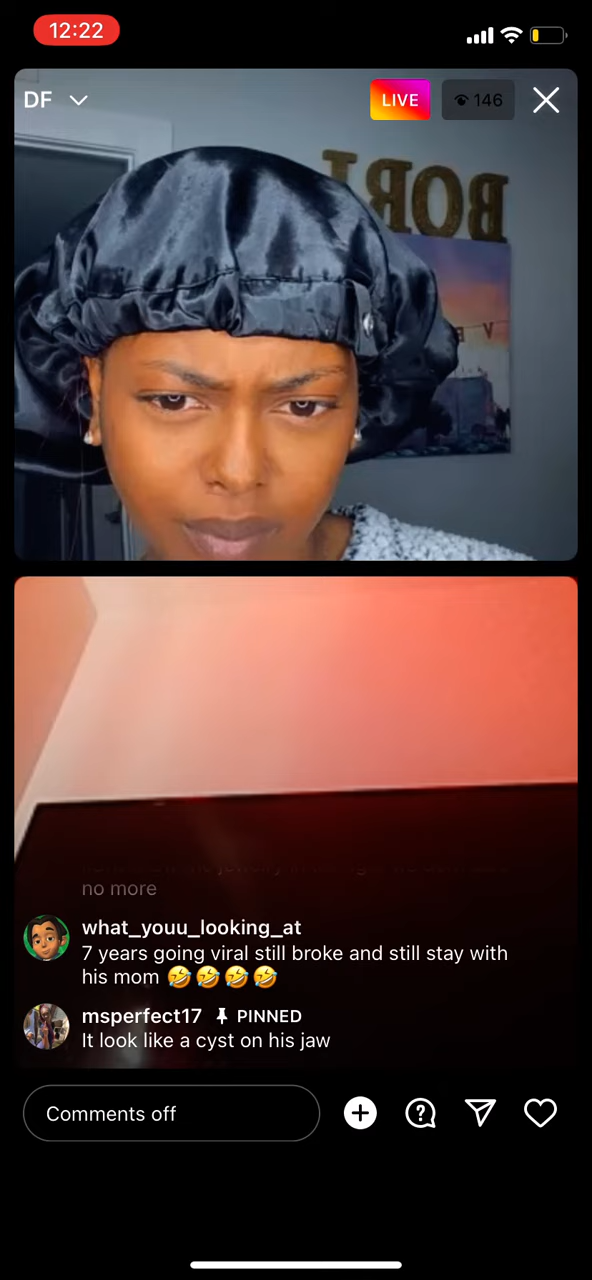 12:22
DF
LIVE
146
BORT
V
no more
what_youu_looking_at
7 years going viral still broke and still stay with
his mom 🤣🤣🤣🤣
msperfect17 PINNED
It look like a cyst on his jaw
Comments off